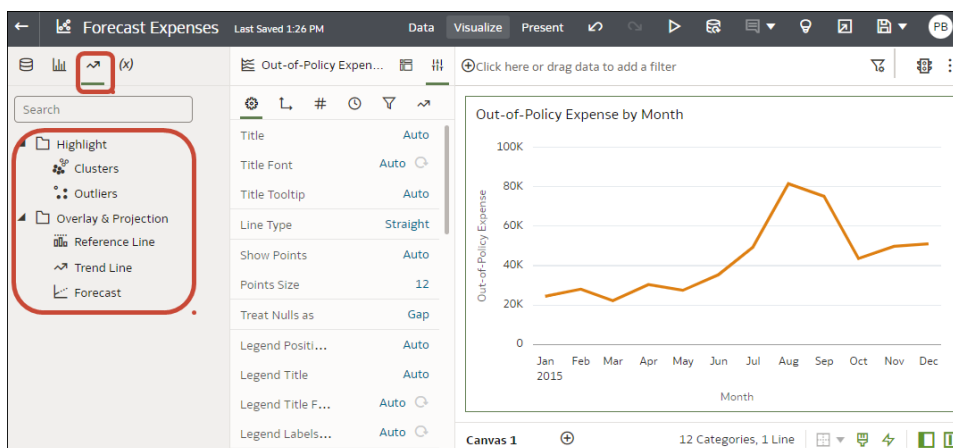 Forecast Expenses Last Saved 1:26 PM Data Visualize Present PB
(x) Out-of-Policy Expen... Click here or drag data to add a filter
Search
Highlight
Clusters
Outliers
Overlay & Projection
Reference Line
Trend Line
Forecast
#
Title Auto
Title Font Auto
Title Tooltip Auto
Line Type Straight
Show Points Auto
Points Size 12
Treat Nulls as Gap
Legend Positi... Auto
Legend Title Auto
Legend Title F... Auto
Legend Labels... Auto
Out-of-Policy Expense by Month
Out-of-Policy Expense
100K
80K
60K
40K
20K
0
Jan Feb Mar Apr May Jun Jul Aug Sep Oct Nov Dec
2015
Month
Canvas 1 12 Categories, 1 Line